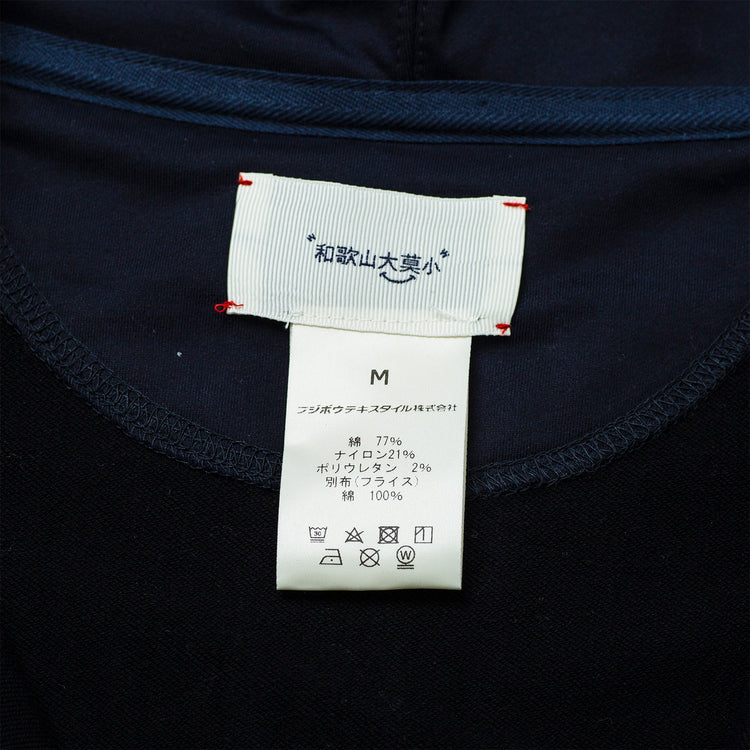 "和歌山大莫小"
M
フジボウテキスタイル株式会社
綿 77%
ナイロン21%
ポリウレタン 2%
別布(フライス)
綿 100%
30
W